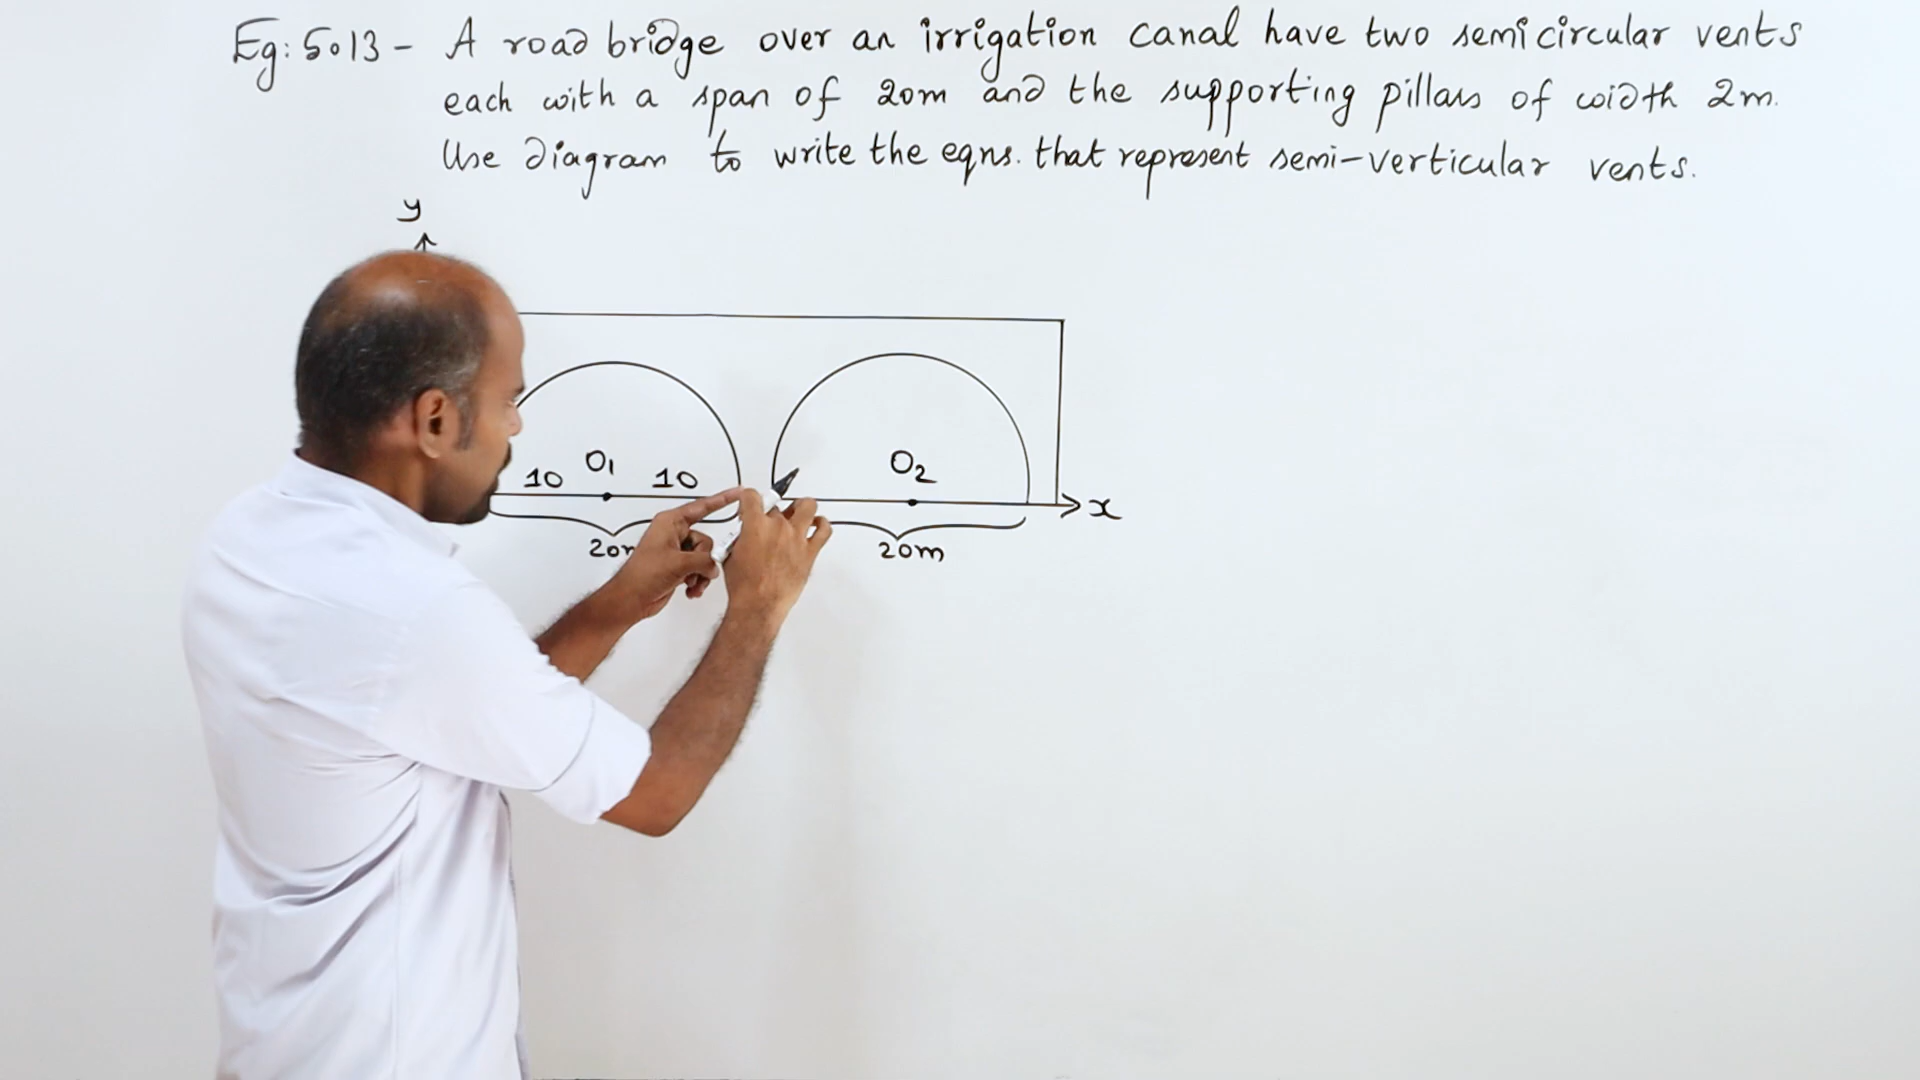 Eg: 5.13 - A road bridge over an irrigation canal have two semicircular vents
each with a span of 20m and the supporting pillars of width 2m.
Use diagram to write the eqns. that represent semi-verticular vents.
y
10 O1 10
O2
x
20m